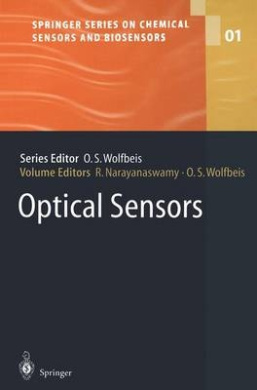 SPRINGER SERIES ON CHEMICAL
SENSORS AND BIOSENSORS
01
Series Editor O. S. Wolfbeis
Volume Editors R. Narayanaswamy · O. S. Wolfbeis
Optical Sensors
Springer